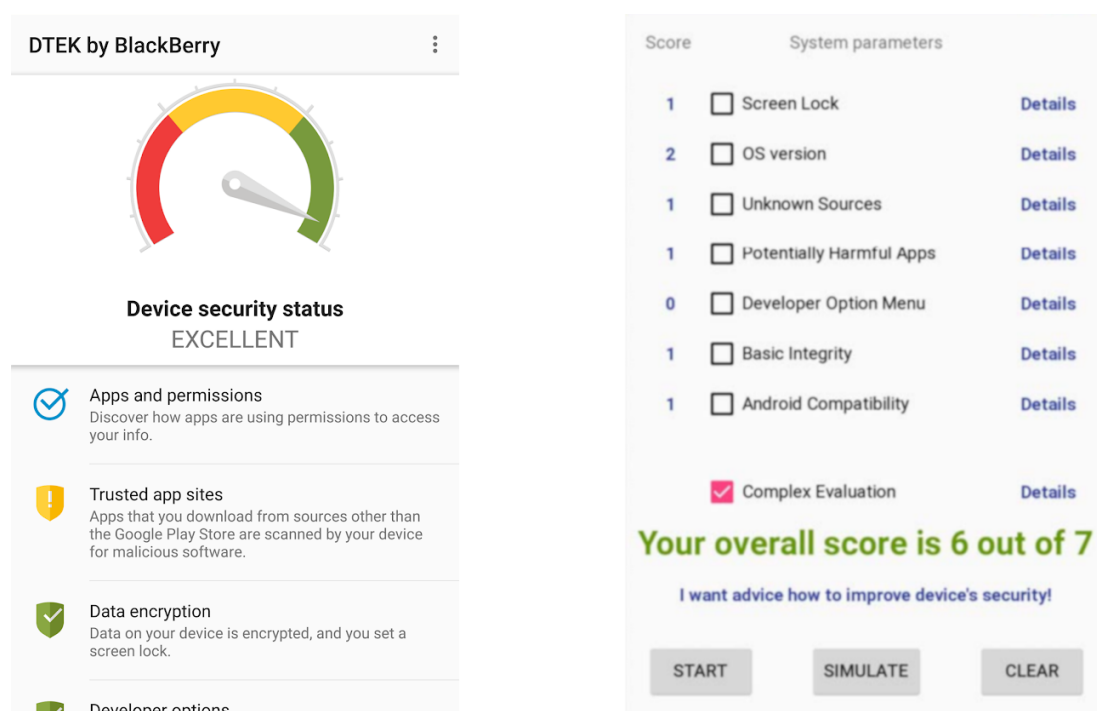 DTEK by BlackBerry
Device security status
EXCELLENT
Apps and permissions
Discover how apps are using permissions to access
your info.
Trusted app sites
Apps that you download from sources other than
the Google Play Store are scanned by your device
for malicious software.
Data encryption
Data on your device is encrypted, and you set a
screen lock.
Developer options
Score System parameters
1 Screen Lock Details
2 OS version Details
1 Unknown Sources Details
1 Potentially Harmful Apps Details
0 Developer Option Menu Details
1 Basic Integrity Details
1 Android Compatibility Details
Complex Evaluation Details
Your overall score is 6 out of 7
I want advice how to improve device's security!
START SIMULATE CLEAR